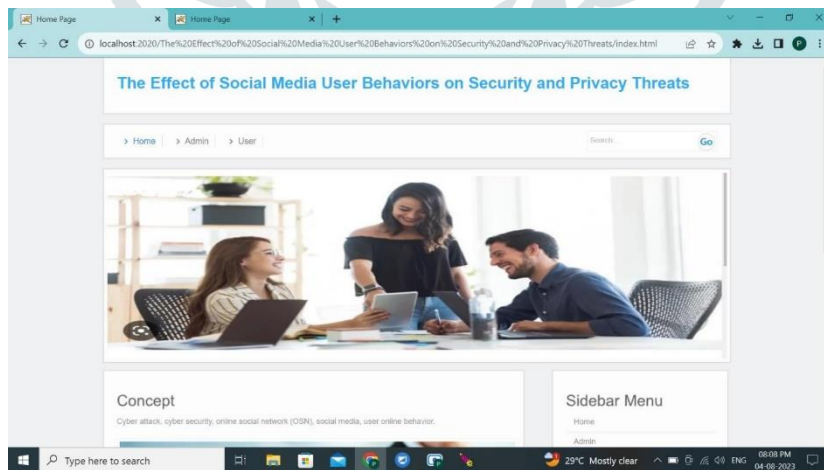 Home Page
Home Page
localhost:2020/The%20Effect%20of%20Social%20Media%20User%20Behaviors%20on%20Security%20and%20Privacy%20Threats/index.html
P
The Effect of Social Media User Behaviors on Security and Privacy Threats
Home
Admin
User
Search...
Go
Concept
Cyber attack, cyber security, online social network (OSN), social media, user online behavior.
Sidebar Menu
Home
Admin
Type here to search
29°C Mostly clear
ENG
08:08 PM
04-08-2023